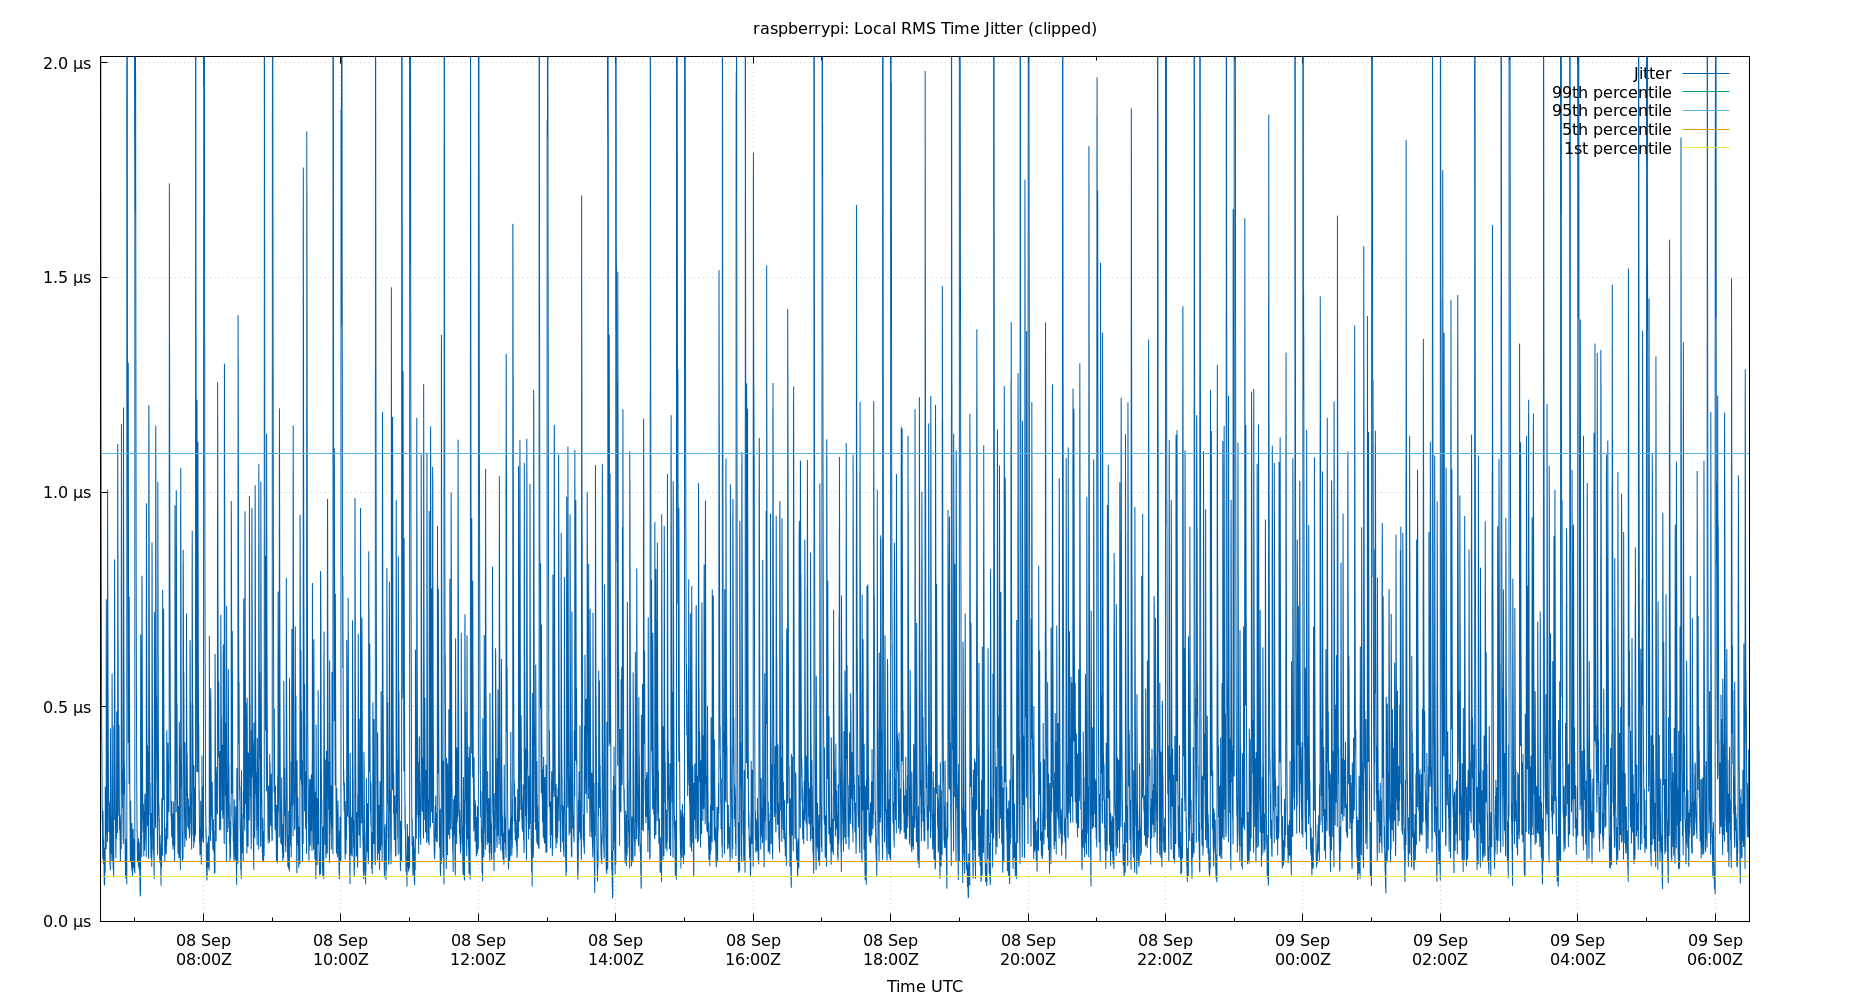 raspberrypi: Local RMS Time Jitter (clipped)
2.0 μs
1.5 μs
1.0 μs
0.5 μs
0.0 μs
Jitter
99th percentile
95th percentile
5th percentile
1st percentile
08 Sep 08 Sep 08 Sep 08 Sep 08 Sep 08 Sep 08 Sep 08 Sep 09 Sep 09 Sep 09 Sep 09 Sep
08:00Z 10:00Z 12:00Z 14:00Z 16:00Z 18:00Z 20:00Z 22:00Z 00:00Z 02:00Z 04:00Z 06:00Z
Time UTC